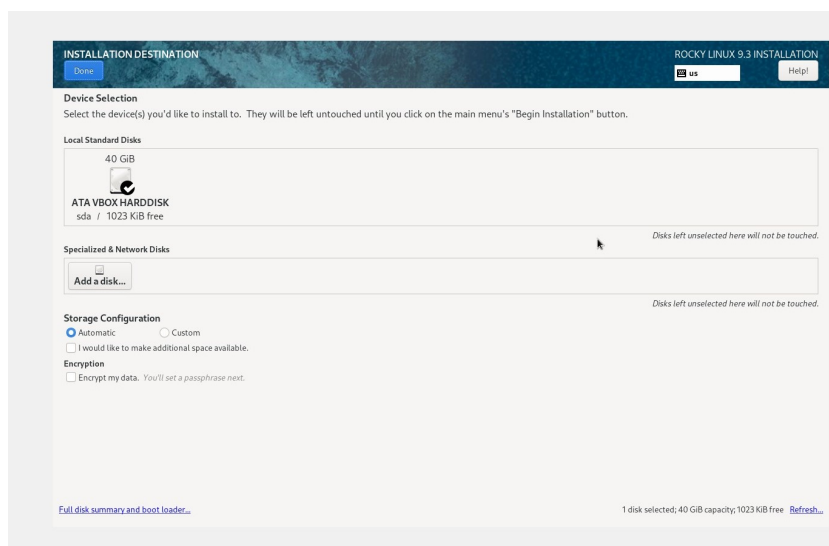 INSTALLATION DESTINATION
ROCKY LINUX 9.3 INSTALLATION
Done
us
Help!
Device Selection
Select the device(s) you'd like to install to. They will be left untouched until you click on the main menu's "Begin Installation" button.
Local Standard Disks
40 GiB
ATA VBOX HARDDISK
sda / 1023 KiB free
Disks left unselected here will not be touched.
Specialized & Network Disks
Add a disk...
Disks left unselected here will not be touched.
Storage Configuration
Automatic Custom
I would like to make additional space available.
Encryption
Encrypt my data. You'll set a passphrase next.
Full disk summary and boot loader...
1 disk selected; 40 GiB capacity; 1023 KiB free Refresh...